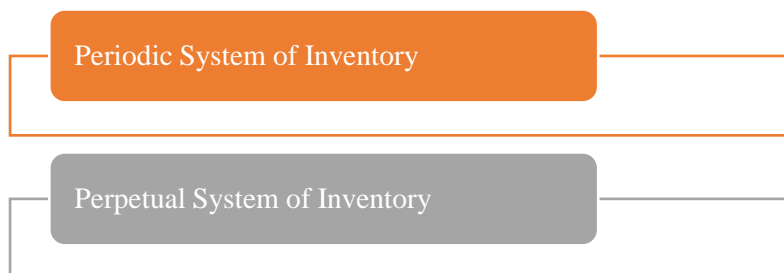 Periodic System of Inventory
Perpetual System of Inventory